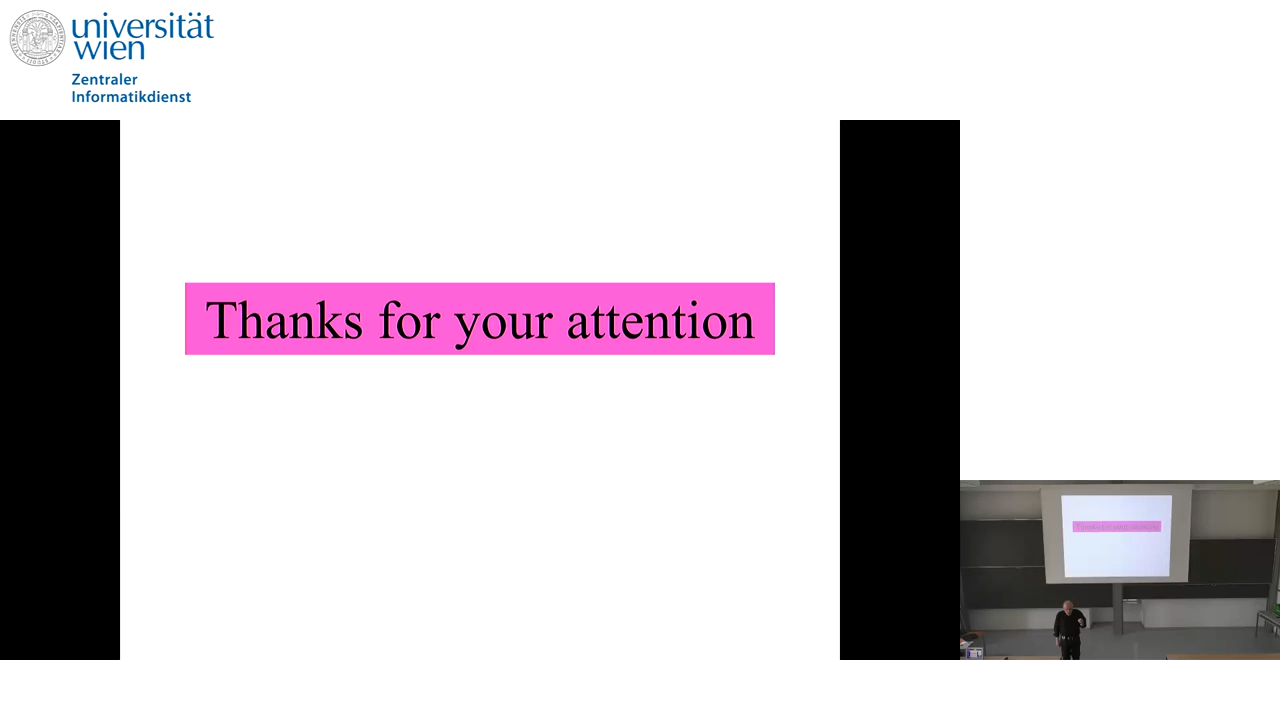 universität
wien
Zentraler
Informatikdienst
Thanks for your attention